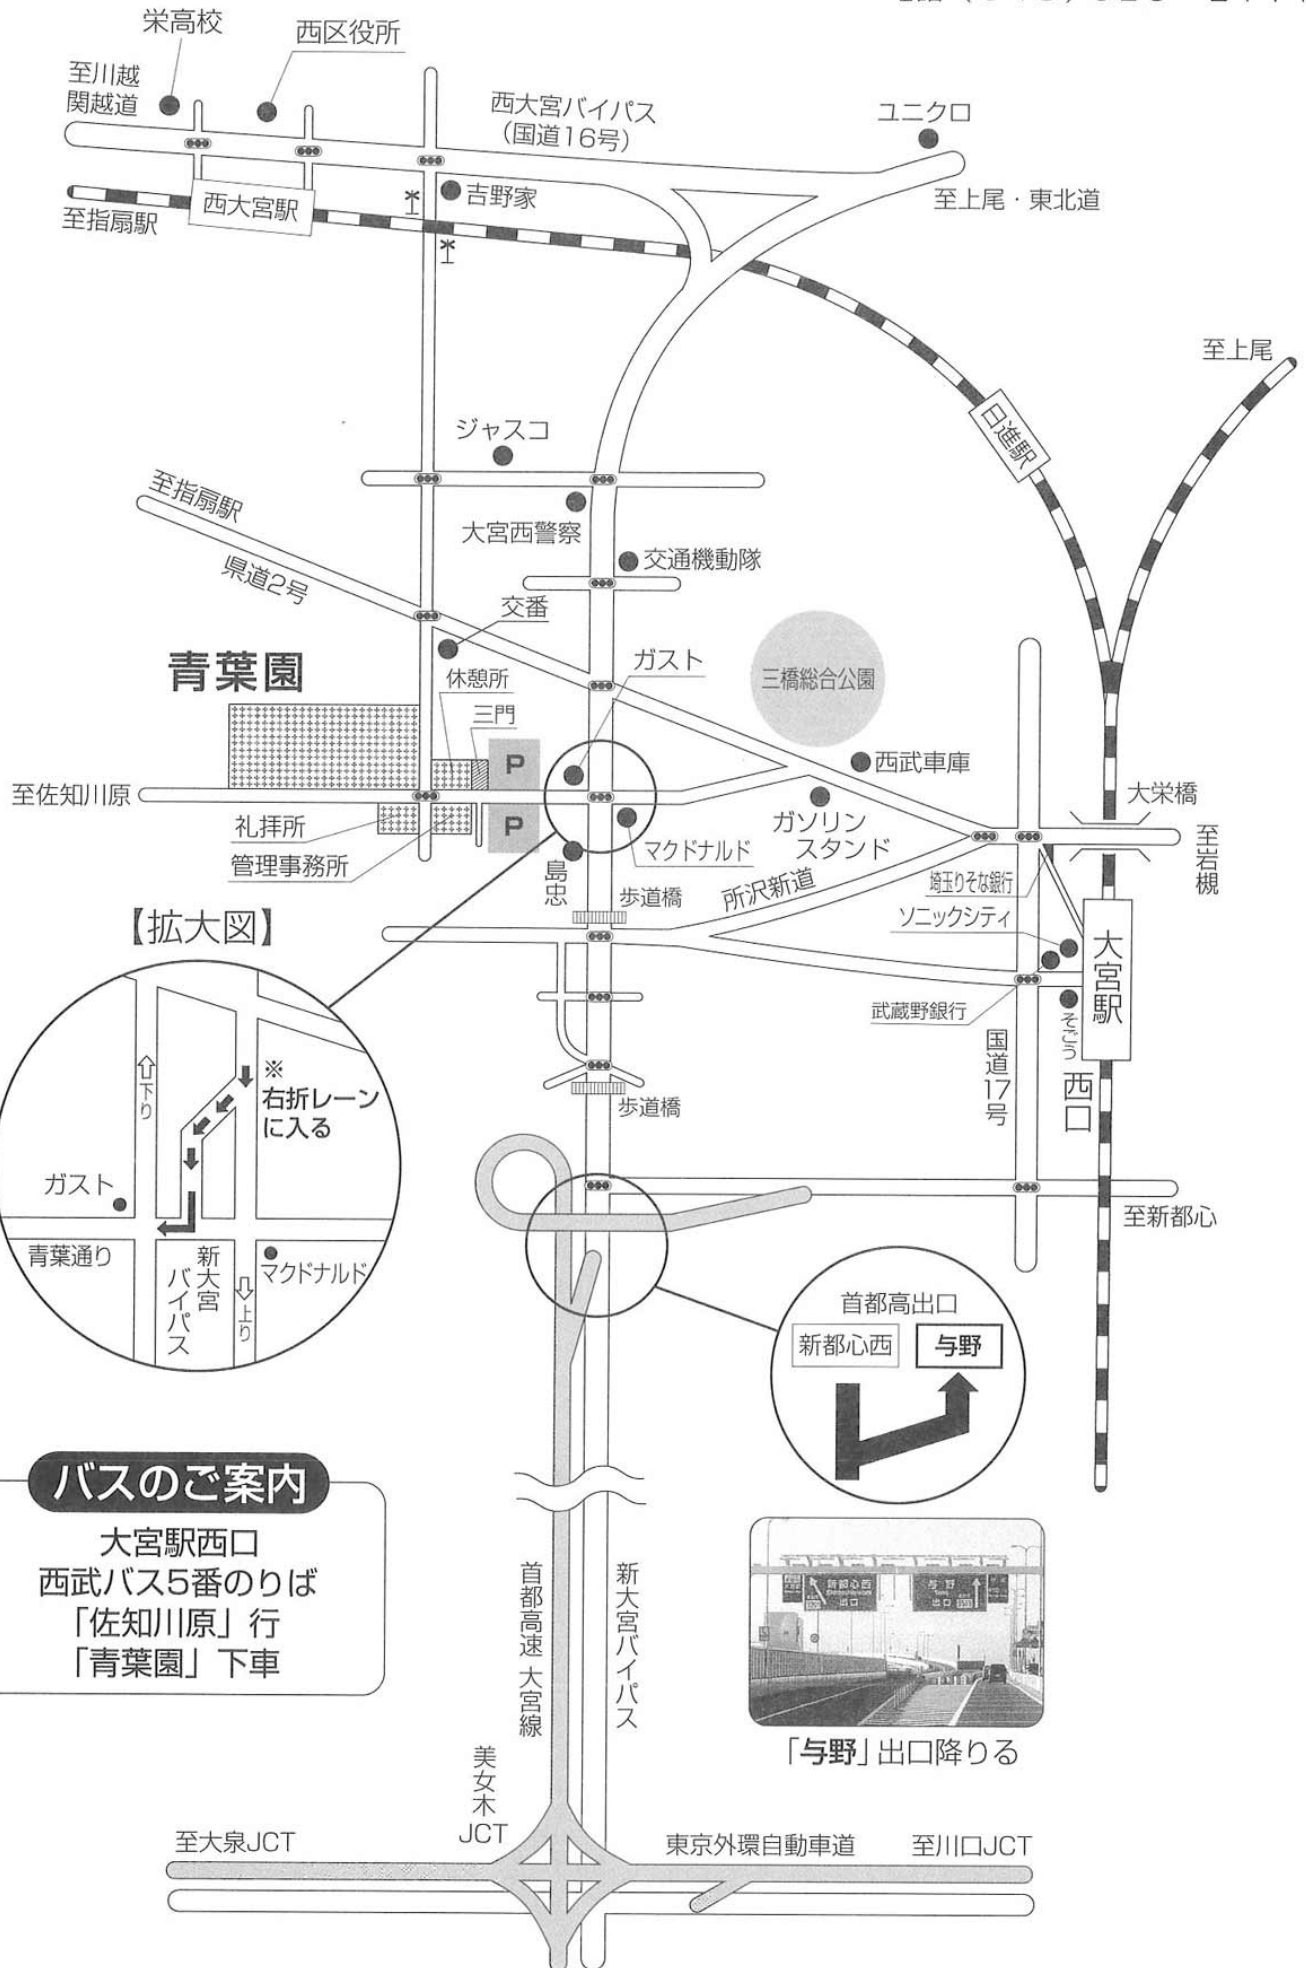 栄高校
西区役所
至川越
関越道
西大宮バイパス
(国道16号)
ユニクロ
至上尾・東北道
吉野家
西大宮駅
至指扇駅
至上尾
日進駅
ジャスコ
至指扇駅
県道2号
大宮西警察
交通機動隊
交番
青葉園
休憩所
ガスト
三橋総合公園
三門
P
西武車庫
至佐知川原
大栄橋
礼拝所
P
ガソリン
スタンド
管理事務所
マクドナルド
至岩槻
島忠
歩道橋
所沢新道
埼玉りそな銀行
ソニックシティ
大宮駅
【拡大図】
武蔵野銀行
そごう
国道17号
西口
歩道橋
下り
※
右折レーン
に入る
ガスト
青葉通り
新大宮
バイパス
上り
マクドナルド
至新都心
首都高出口
新都心西
与野
バスのご案内
大宮駅西口
西武バス5番のりば
「佐知川原」行
「青葉園」下車
首都高速 大宮線
新大宮バイパス
新都心西
出口
与野
出口
「与野」出口降りる
美女木
JCT
至大泉JCT
東京外環自動車道
至川口JCT